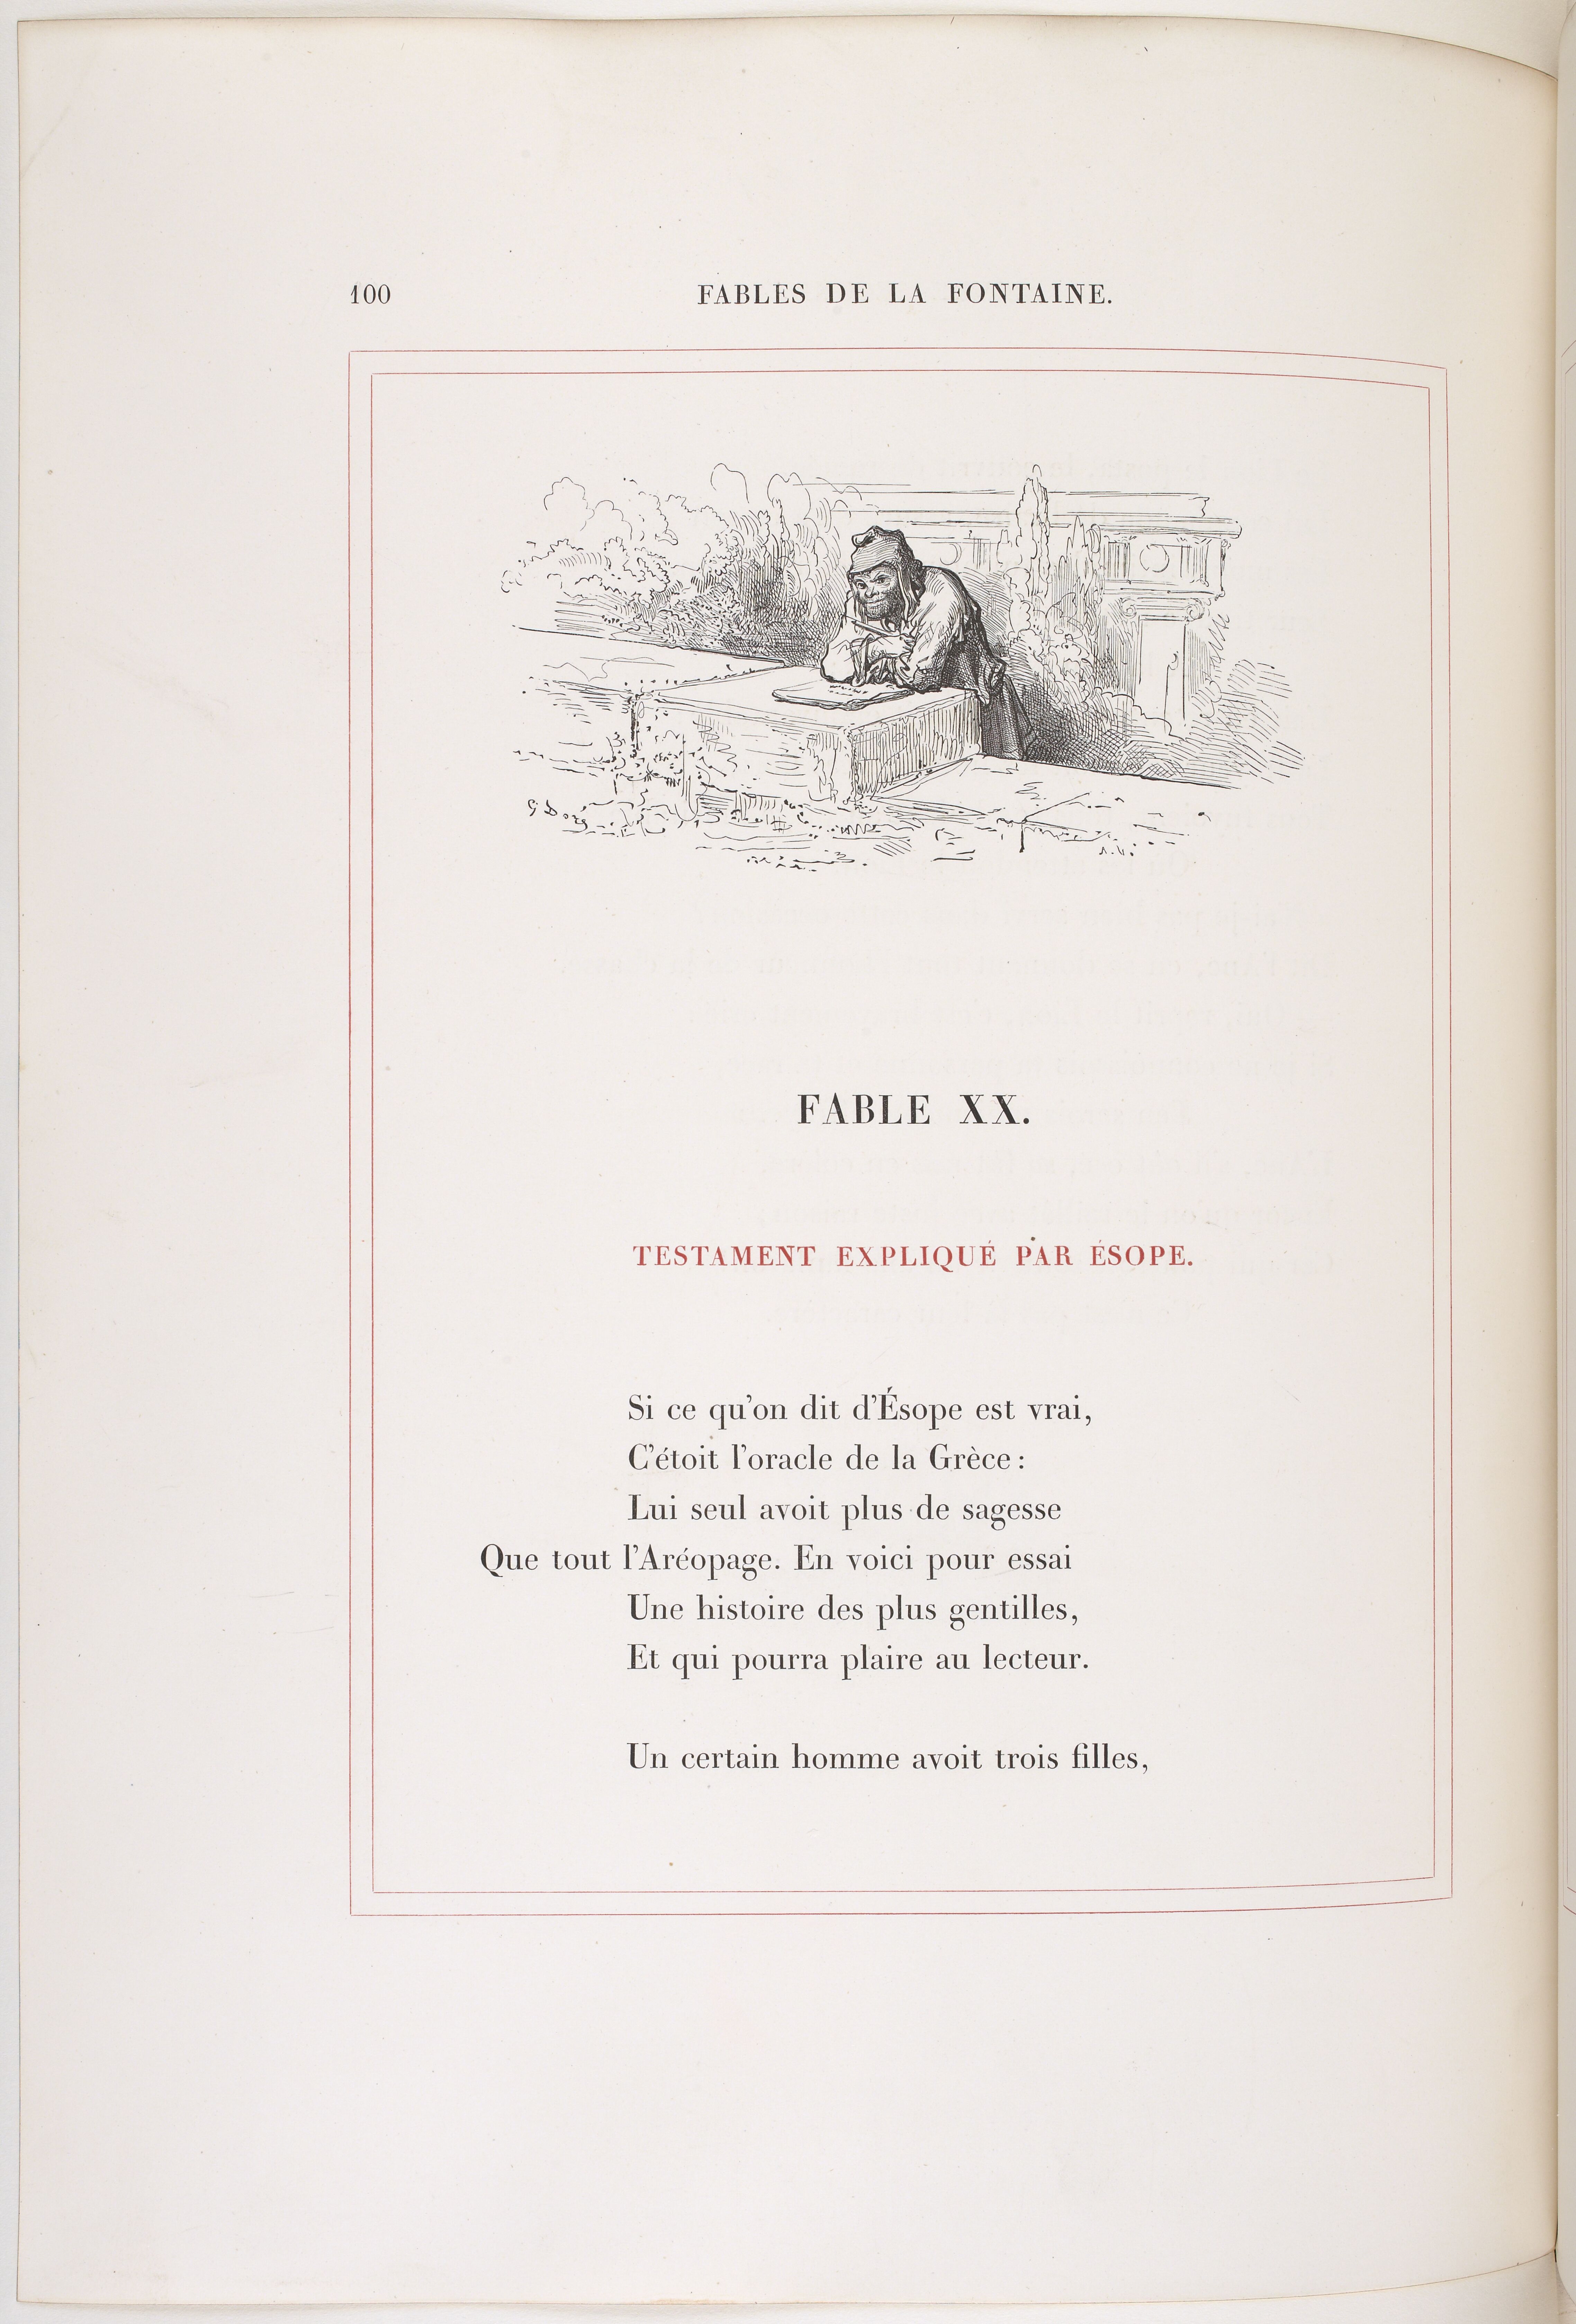 100
FABLES DE LA FONTAINE.
G Doré
FABLE XX.
TESTAMENT EXPLIQUÉ PAR ÉSOPE.
Si ce qu'on dit d'Ésope est vrai,
C'étoit l'oracle de la Grèce :
Lui seul avoit plus de sagesse
Que tout l'Aréopage. En voici pour essai
Une histoire des plus gentilles,
Et qui pourra plaire au lecteur.
Un certain homme avoit trois filles,